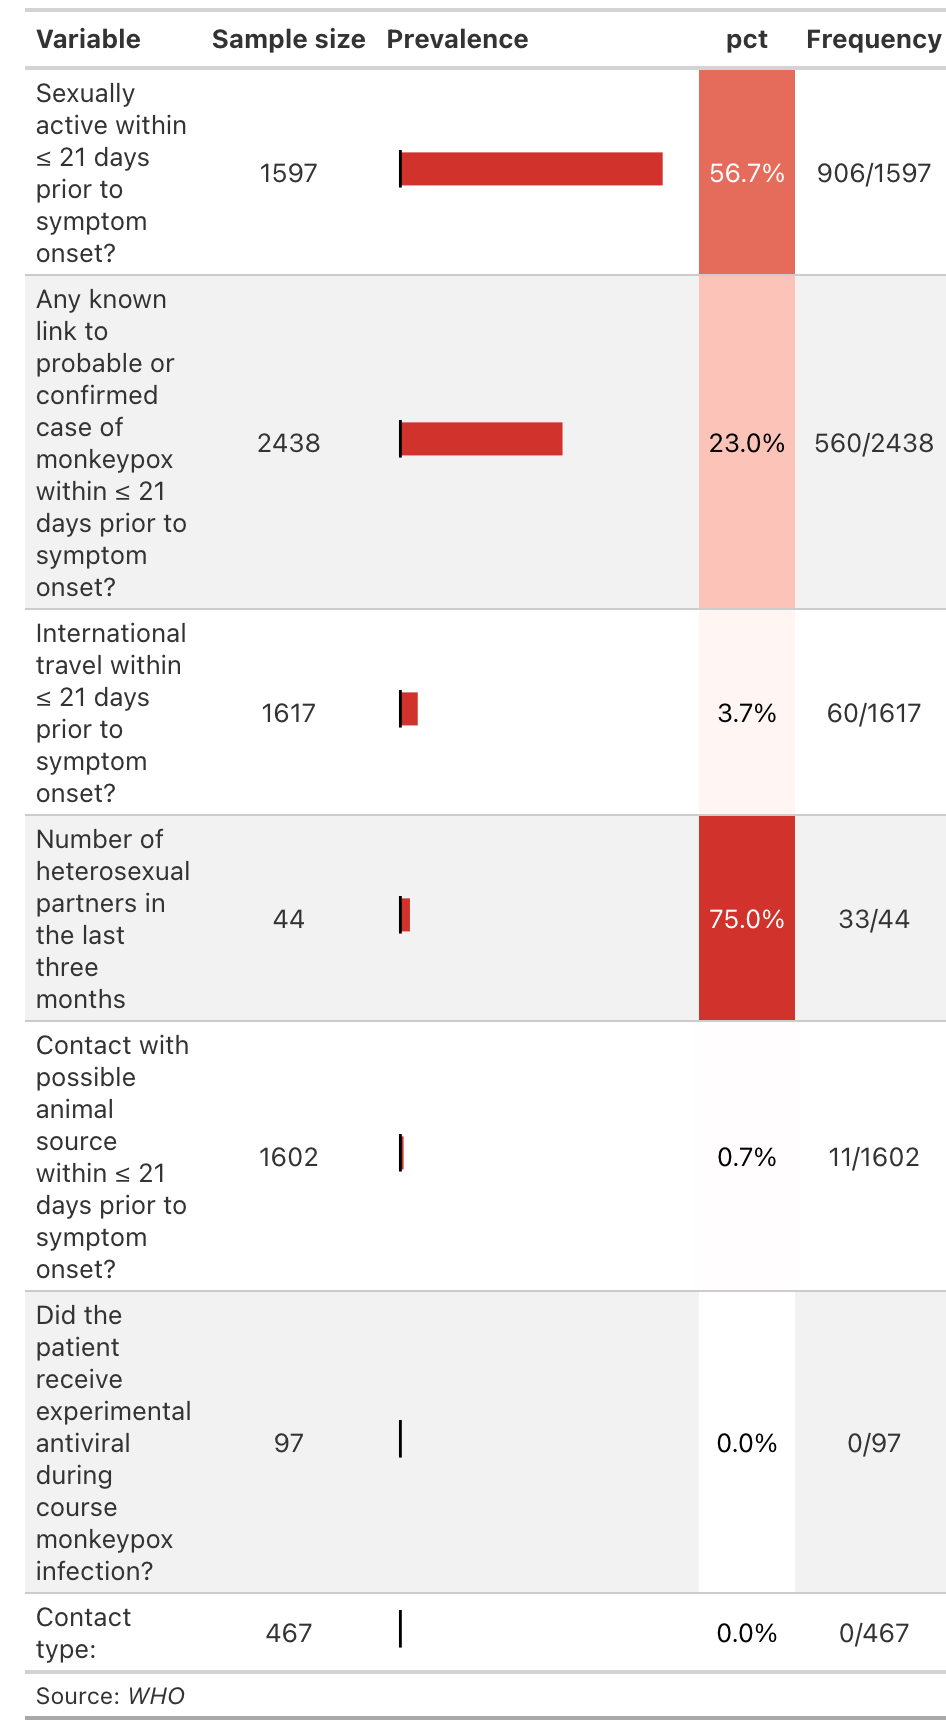 Variable Sample size Prevalence pct Frequency
Sexually
active within
≤ 21 days
prior to
symptom
onset?
1597 56.7% 906/1597
Any known
link to
probable or
confirmed
case of
monkeypox
within ≤ 21
days prior to
symptom
onset?
2438 23.0% 560/2438
International
travel within
≤ 21 days
prior to
symptom
onset?
1617 3.7% 60/1617
Number of
heterosexual
partners in
the last
three
months
44 75.0% 33/44
Contact with
possible
animal
source
within ≤ 21
days prior to
symptom
onset?
1602 0.7% 11/1602
Did the
patient
receive
experimental
antiviral
during
course
monkeypox
infection?
97 0.0% 0/97
Contact
type:
467 0.0% 0/467
Source: WHO